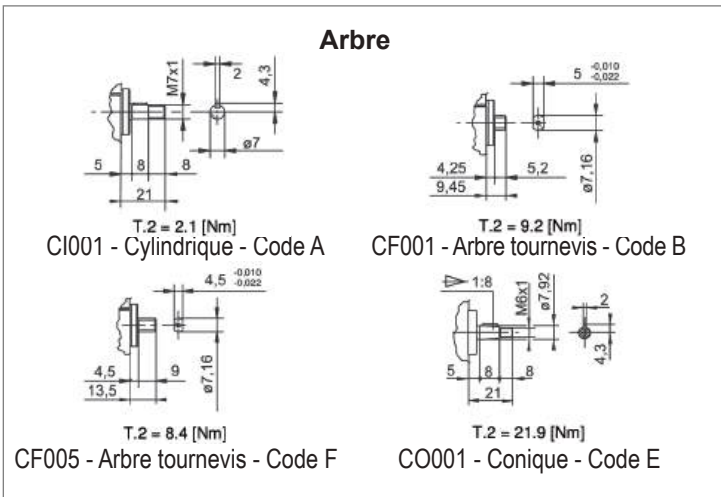 Arbre
M7x1
2
4,3
5
8
8
ø7
21
T.2 = 2.1 [Nm]
CI001 - Cylindrique - Code A
5 -0,010 -0,022
4,25
5,2
9,45
ø7,16
T.2 = 9.2 [Nm]
CF001 - Arbre tournevis - Code B
4,5 -0,010 -0,022
4,5
9
13,5
ø7,16
T.2 = 8.4 [Nm]
CF005 - Arbre tournevis - Code F
1:8
M6x1
ø7,92
2
4,3
5
8
8
21
T.2 = 21.9 [Nm]
CO001 - Conique - Code E